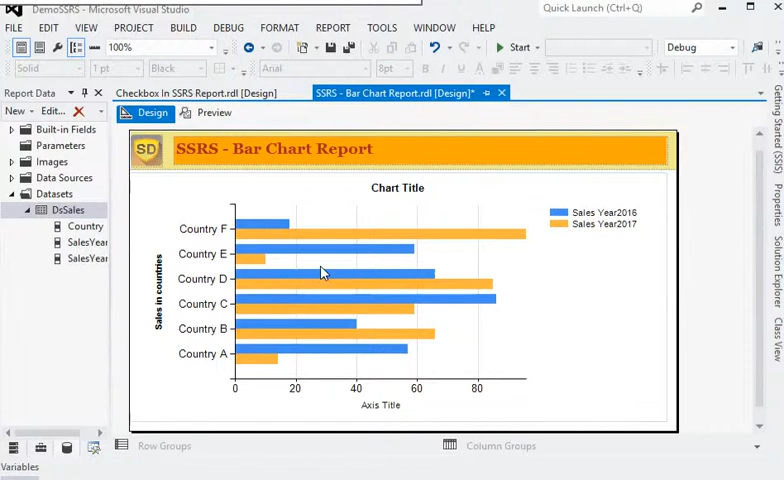 DemoSSRS - Microsoft Visual Studio
Quick Launch (Ctrl+Q)
FILE EDIT VIEW PROJECT BUILD DEBUG FORMAT REPORT TOOLS WINDOW HELP
100% Start Debug
Solid 1 pt Arial 8pt B I U A
Report Data
Checkbox In SSRS Report.rdl [Design]
SSRS - Bar Chart Report.rdl [Design]*
New Edit...
Design Preview
Built-in Fields
Parameters
Images
Data Sources
Datasets
DsSales
Country
SalesYear
SalesYear
SD
SSRS - Bar Chart Report
Chart Title
Sales Year2016
Sales Year2017
Country F
Country E
Country D
Country C
Country B
Country A
Sales in countries
0 20 40 60 80
Axis Title
Getting Started (SSIS)
Properties
Solution Explorer
Class View
Row Groups
Column Groups
Variables